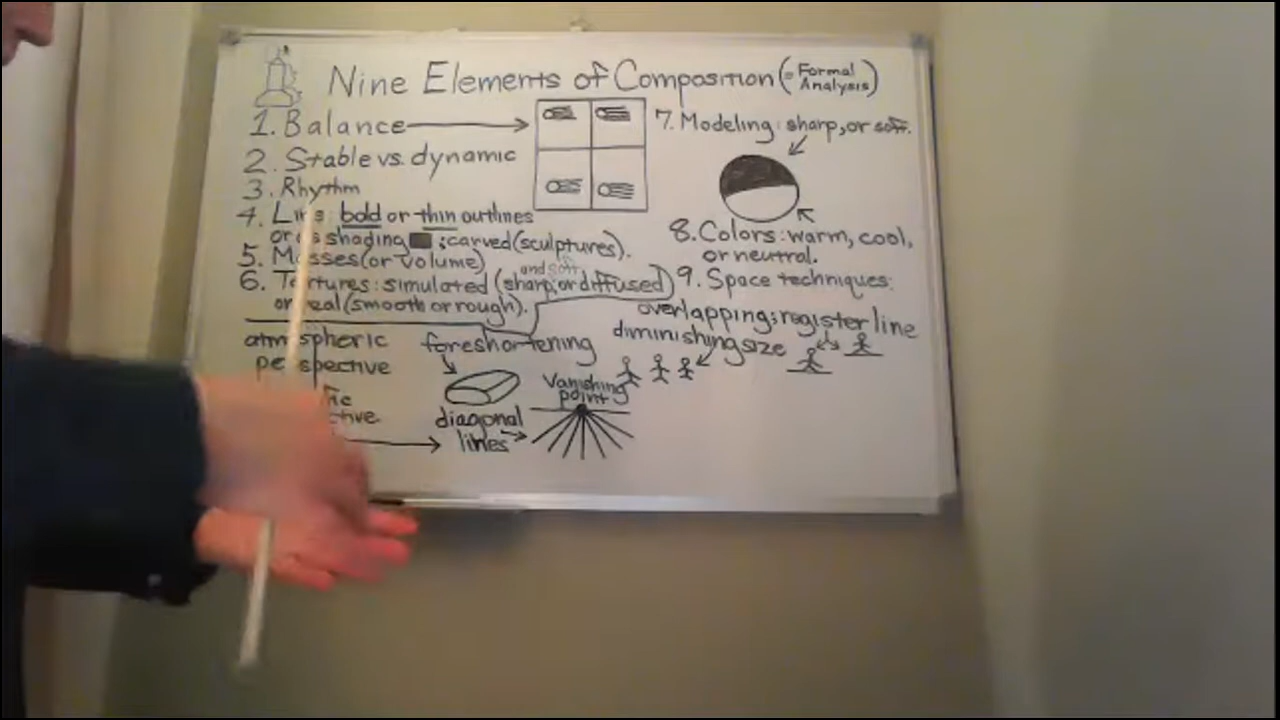 Nine Elements of Composition (= Formal Analysis)
1. Balance
2. Stable vs. dynamic
3. Rhythm
4. : bold or thin outlines
or shading ; carved (sculptures).
5. Masses (or volume)
and soft
6. Textures: simulated (sharp, or diffused)
or real (smooth or rough).
atmospheric
perspective
foreshortening
diagonal
lines
Vanishing
point
7. Modeling: sharp, or soft.
8. Colors: warm, cool,
or neutral.
9. Space techniques:
overlapping; register line
diminishing size